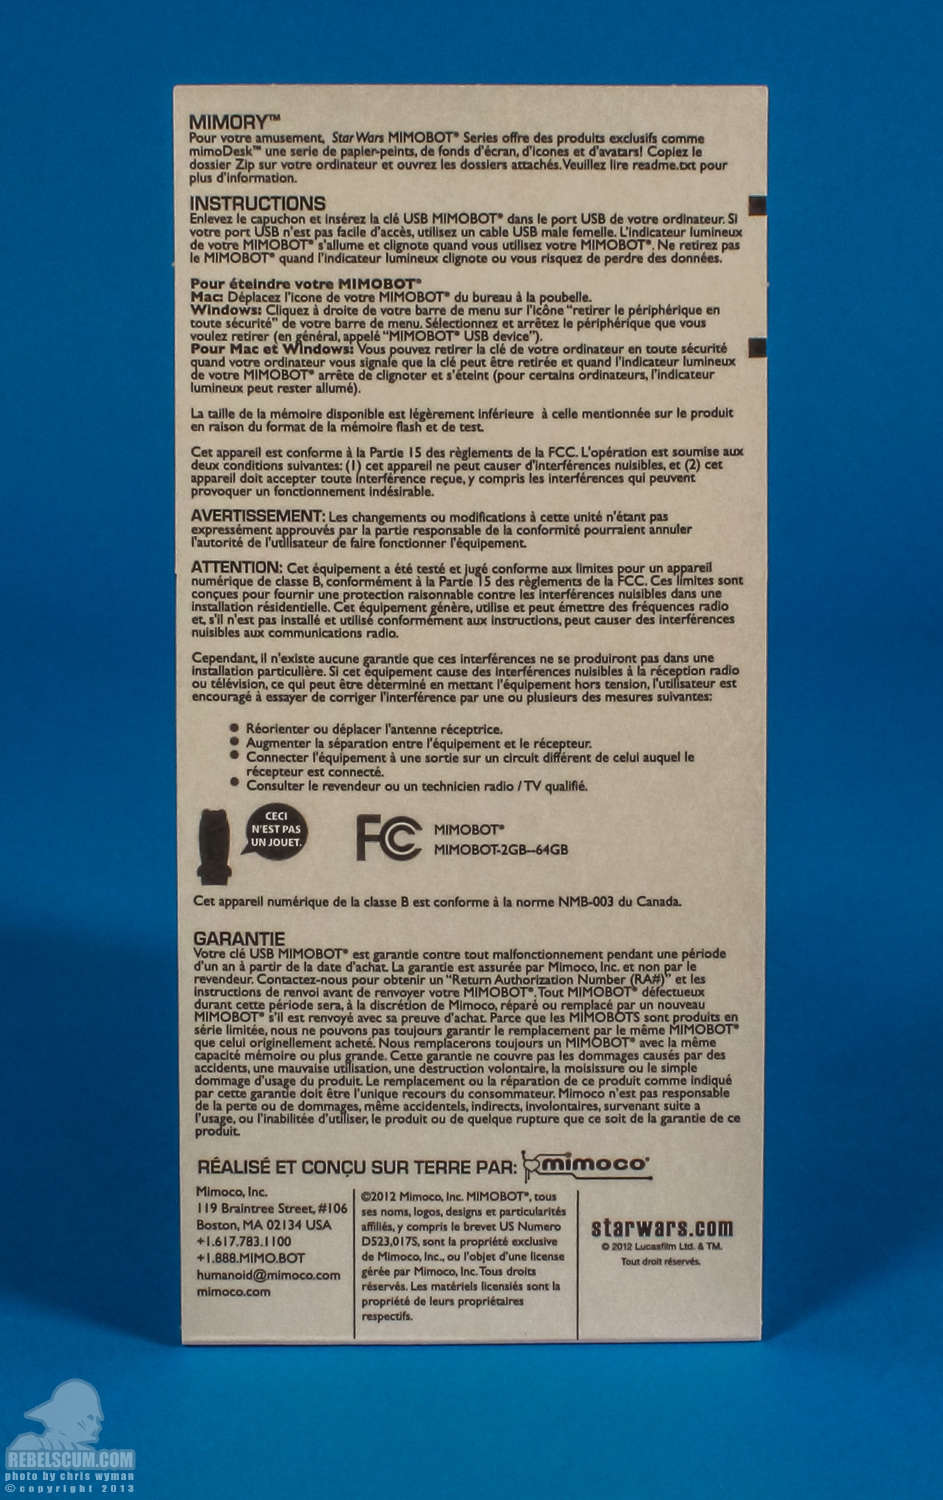 MIMORY™
Pour votre amusement, Star Wars MIMOBOT® Series offre des produits exclusifs comme
mimoDesk™ une serie de papier-peints, de fonds d'écran, d'icones et d'avatars! Copiez le
dossier Zip sur votre ordinateur et ouvrez les dossiers attachés. Veuillez lire readme.txt pour
plus d'information.
INSTRUCTIONS
Enlevez le capuchon et insérez la clé USB MIMOBOT® dans le port USB de votre ordinateur. Si
votre port USB n'est pas facile d'accès, utilisez un cable USB male femelle. L'indicateur lumineux
de votre MIMOBOT® s'allume et clignote quand vous utilisez votre MIMOBOT®. Ne retirez pas
le MIMOBOT® quand l'indicateur lumineux clignote ou vous risquez de perdre des données.
Pour éteindre votre MIMOBOT®
Mac: Déplacez l'icone de votre MIMOBOT® du bureau à la poubelle.
Windows: Cliquez à droite de votre barre de menu sur l'icône "retirer le périphérique en
toute sécurité" de votre barre de menu. Sélectionnez et arrêtez le périphérique que vous
voulez retirer (en général, appelé "MIMOBOT® USB device").
Pour Mac et Windows: Vous pouvez retirer la clé de votre ordinateur en toute sécurité
quand votre ordinateur vous signale que la clé peut être retirée et quand l'indicateur lumineux
de votre MIMOBOT® arrête de clignoter et s'éteint (pour certains ordinateurs, l'indicateur
lumineux peut rester allumé).
La taille de la mémoire disponible est légèrement inférieure à celle mentionnée sur le produit
en raison du format de la mémoire flash et de test.
Cet appareil est conforme à la Partie 15 des règlements de la FCC. L'opération est soumise aux
deux conditions suivantes: (1) cet appareil ne peut causer d'interférences nuisibles, et (2) cet
appareil doit accepter toute interférence reçue, y compris les interférences qui peuvent
provoquer un fonctionnement indésirable.
AVERTISSEMENT: Les changements ou modifications à cette unité n'étant pas
expressément approuvés par la partie responsable de la conformité pourraient annuler
l'autorité de l'utilisateur de faire fonctionner l'équipement.
ATTENTION: Cet équipement a été testé et jugé conforme aux limites pour un appareil
numérique de classe B, conformément à la Partie 15 des règlements de la FCC. Ces limites sont
conçues pour fournir une protection raisonnable contre les interférences nuisibles dans une
installation résidentielle. Cet équipement génère, utilise et peut émettre des fréquences radio
et, s'il n'est pas installé et utilisé conformément aux instructions, peut causer des interférences
nuisibles aux communications radio.
Cependant, il n'existe aucune garantie que ces interférences ne se produiront pas dans une
installation particulière. Si cet équipement cause des interférences nuisibles à la réception radio
ou télévision, ce qui peut être déterminé en mettant l'équipement hors tension, l'utilisateur est
encouragé à essayer de corriger l'interférence par une ou plusieurs des mesures suivantes:
● Réorienter ou déplacer l'antenne réceptrice.
● Augmenter la séparation entre l'équipement et le récepteur.
● Connecter l'équipement à une sortie sur un circuit différent de celui auquel le
récepteur est connecté.
● Consulter le revendeur ou un technicien radio / TV qualifié.
CECI
N'EST PAS
UN JOUET.
FC
MIMOBOT®
MIMOBOT-2GB--64GB
Cet appareil numérique de la classe B est conforme à la norme NMB-003 du Canada.
GARANTIE
Votre clé USB MIMOBOT® est garantie contre tout malfonctionnement pendant une période
d'un an à partir de la date d'achat. La garantie est assurée par Mimoco, Inc. et non par le
revendeur. Contactez-nous pour obtenir un "Return Authorization Number (RA#)" et les
instructions de renvoi avant de renvoyer votre MIMOBOT®. Tout MIMOBOT® défectueux
durant cette période sera, à la discrétion de Mimoco, réparé ou remplacé par un nouveau
MIMOBOT® s'il est renvoyé avec sa preuve d'achat. Parce que les MIMOBOTS sont produits en
série limitée, nous ne pouvons pas toujours garantir le remplacement par le même MIMOBOT®
que celui originellement acheté. Nous remplacerons toujours un MIMOBOT® avec la même
capacité mémoire ou plus grande. Cette garantie ne couvre pas les dommages causés par des
accidents, une mauvaise utilisation, une destruction volontaire, la moisissure ou le simple
dommage d'usage du produit. Le remplacement ou la réparation de ce produit comme indiqué
par cette garantie doit être l'unique recours du consommateur. Mimoco n'est pas responsable
de la perte ou de dommages, même accidentels, indirects, involontaires, survenant suite a
l'usage, ou l'inabilitée d'utiliser, le produit ou de quelque rupture que ce soit de la garantie de ce
produit.
RÉALISÉ ET CONÇU SUR TERRE PAR: mimoco®
Mimoco, Inc.
119 Braintree Street, #106
Boston, MA 02134 USA
+1.617.783.1100
+1.888.MIMO.BOT
humanoid@mimoco.com
mimoco.com
©2012 Mimoco, Inc. MIMOBOT®, tous
ses noms, logos, designs et particularités
affiliés, y compris le brevet US Numero
D523,017S, sont la propriété exclusive
de Mimoco, Inc., ou l'objet d'une license
gérée par Mimoco, Inc. Tous droits
réservés. Les matériels licensiés sont la
propriété de leurs propriétaires
respectifs.
starwars.com
© 2012 Lucasfilm Ltd. & TM.
Tout droit réservés.
REBELSCUM.COM
photo by chris wyman
© copyright 2013